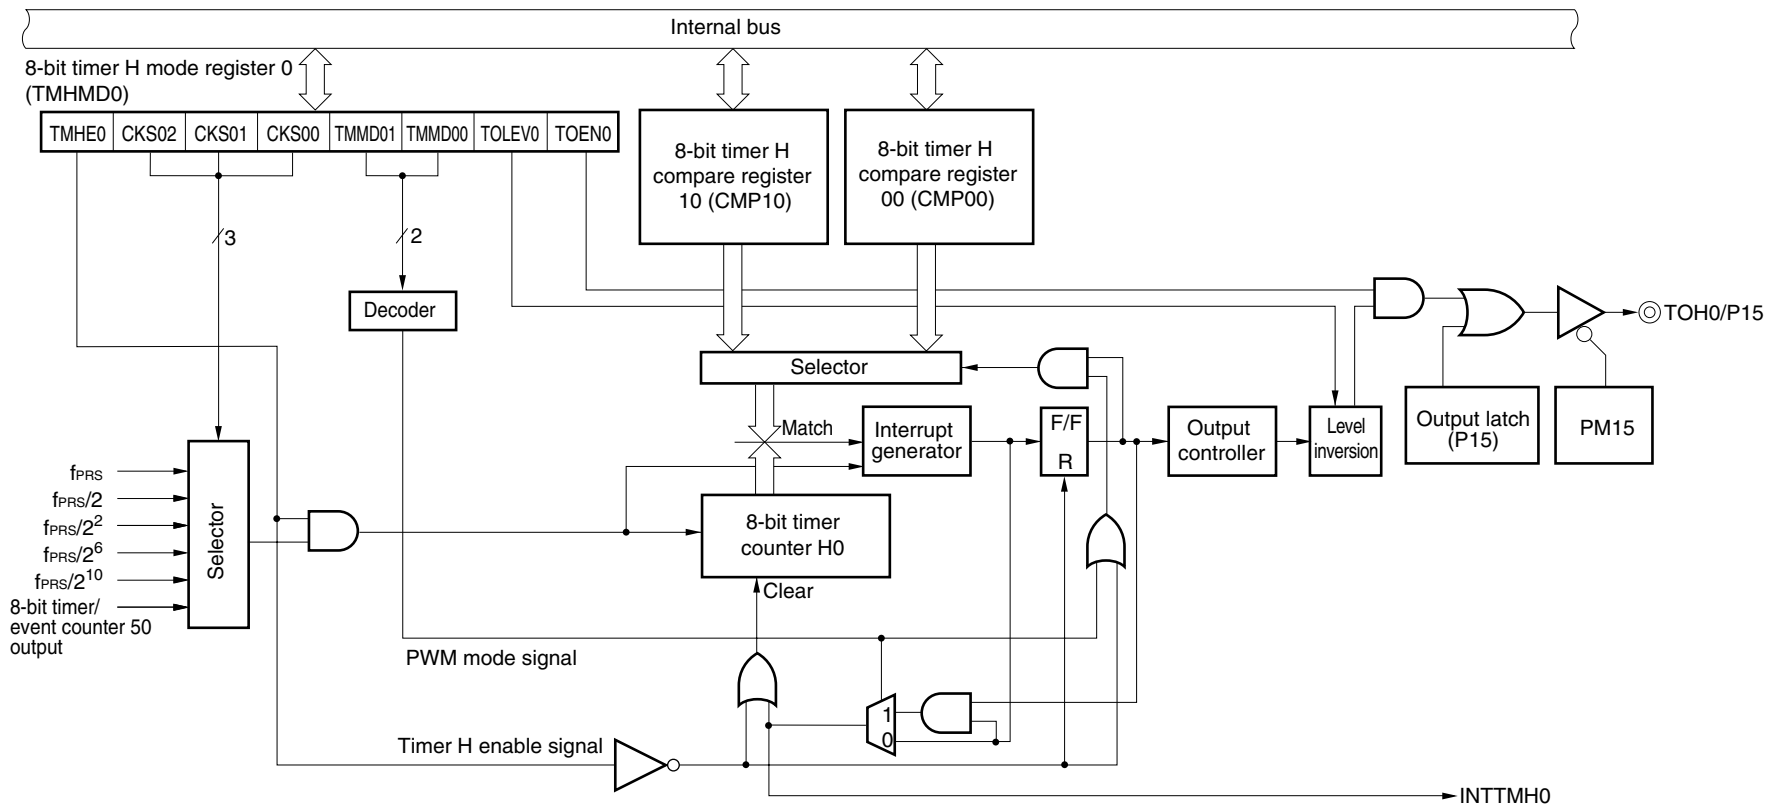 Internal bus
8-bit timer H mode register 0
(TMHMD0)
TMHE0 CKS02 CKS01 CKS00 TMMD01 TMMD00 TOLEV0 TOEN0
8-bit timer H
compare register
10 (CMP10)
8-bit timer H
compare register
00 (CMP00)
3
2
Decoder
TOH0/P15
Selector
Match
Interrupt
generator
F/F
R
Output
controller
Level
inversion
Output latch
(P15)
PM15
fPRS
fPRS/2
fPRS/2²
fPRS/2⁶
fPRS/2¹⁰
8-bit timer/
event counter 50
output
Selector
8-bit timer
counter H0
Clear
PWM mode signal
1
0
Timer H enable signal
INTTMH0